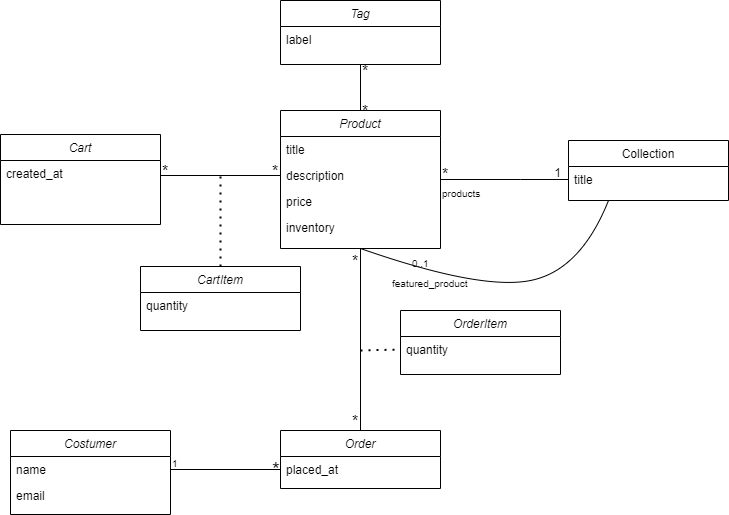 Tag
label
*
*
Product
title
description
price
inventory
Cart
created_at
*
*
Collection
title
*
1
products
0..1
featured_product
CartItem
quantity
*
OrderItem
quantity
*
Costumer
name
email
1
*
Order
placed_at